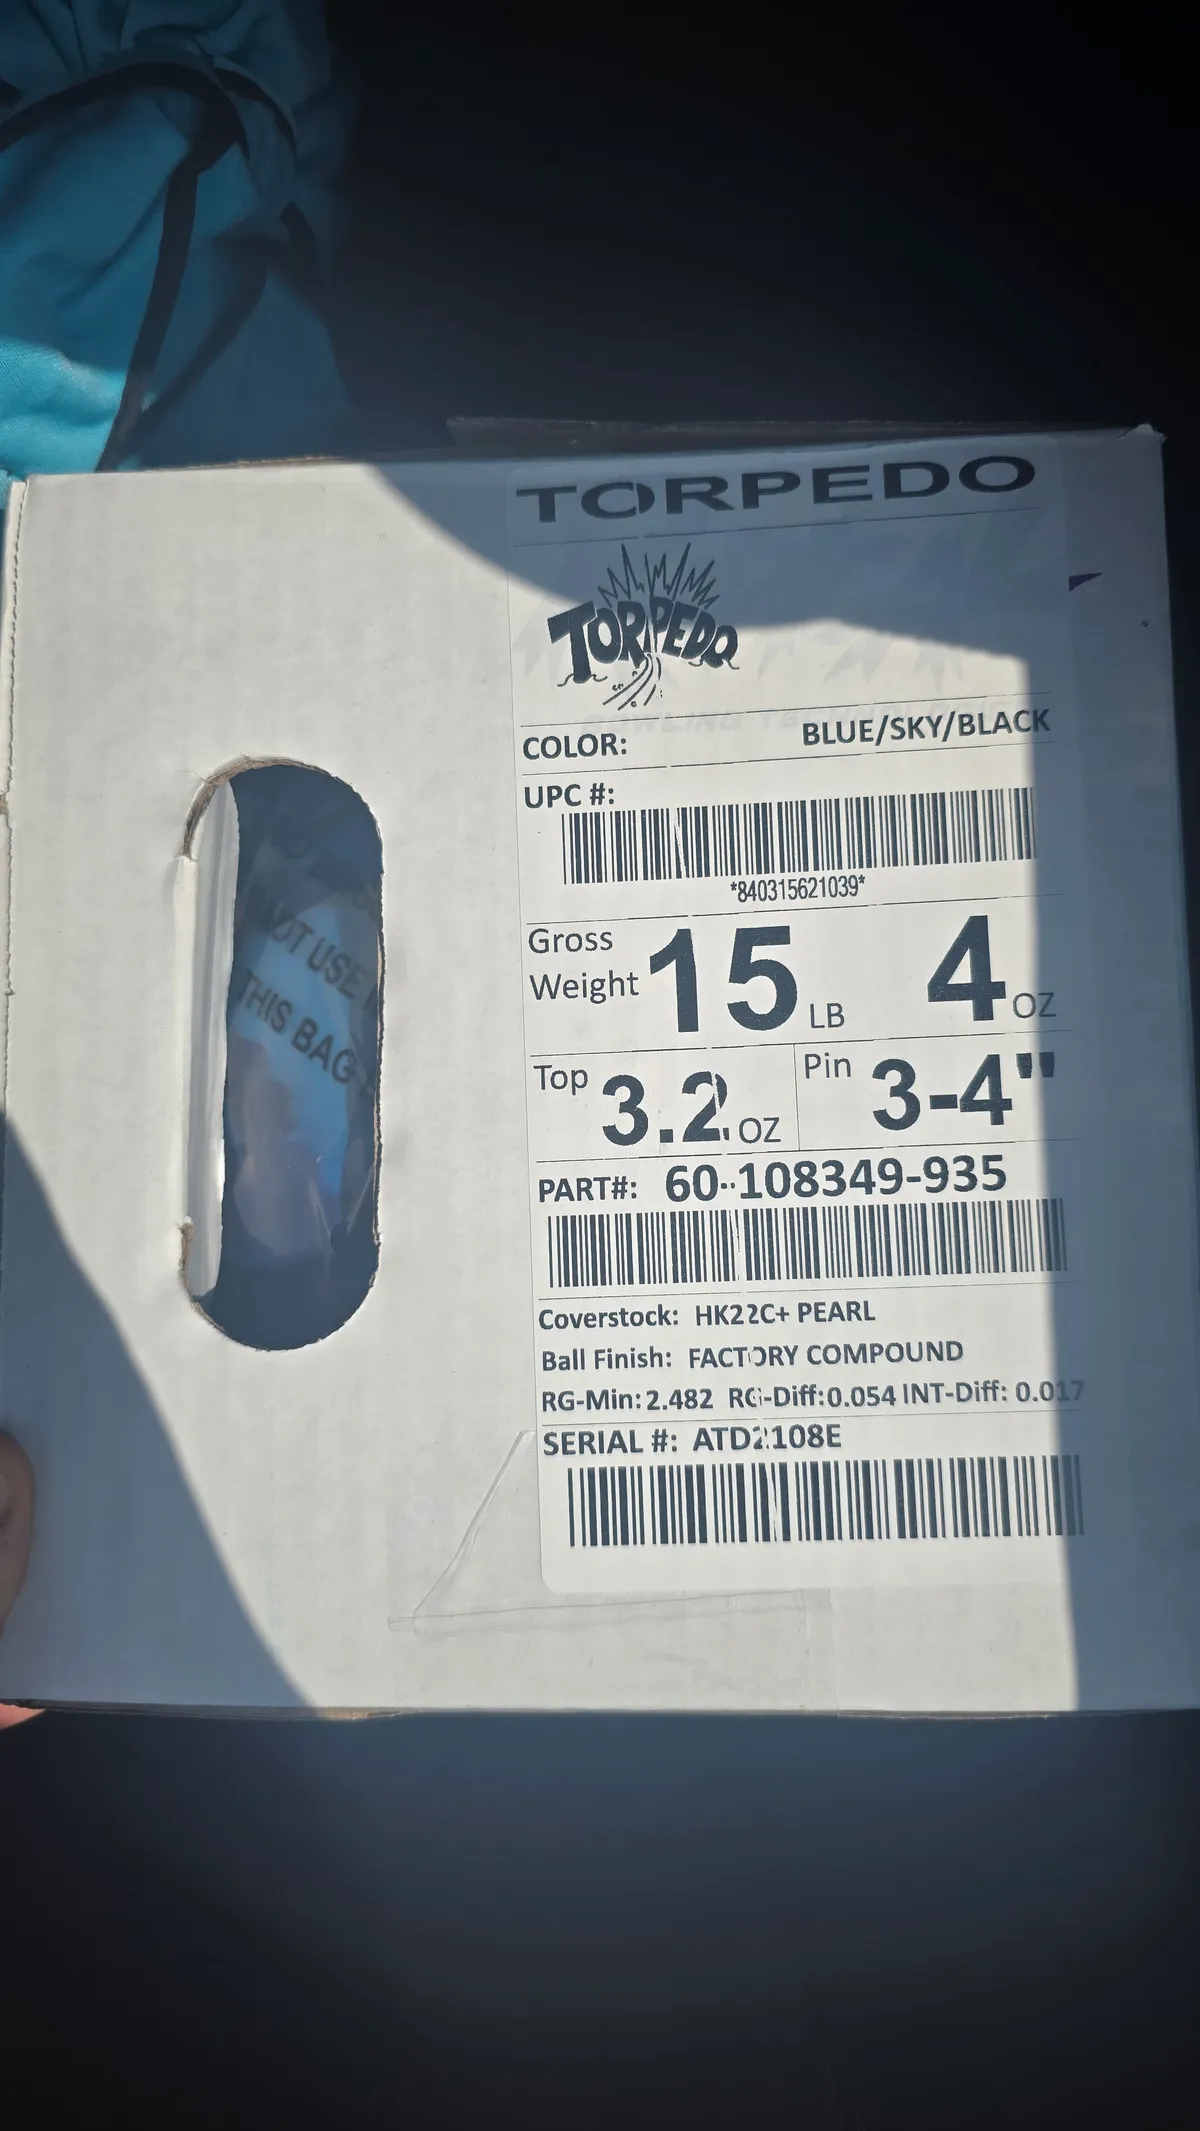 TORPEDO
TORPEDO
COLOR: BLUE/SKY/BLACK
UPC #:
*840315621039*
Gross Weight 15 LB 4 OZ
Top 3.2 OZ Pin 3-4"
PART#: 60-108349-935
Coverstock: HK22C+ PEARL
Ball Finish: FACTORY COMPOUND
RG-Min: 2.482 RG-Diff:0.054 INT-Diff: 0.017
SERIAL #: ATD2108E
NOT USE
THIS BAG